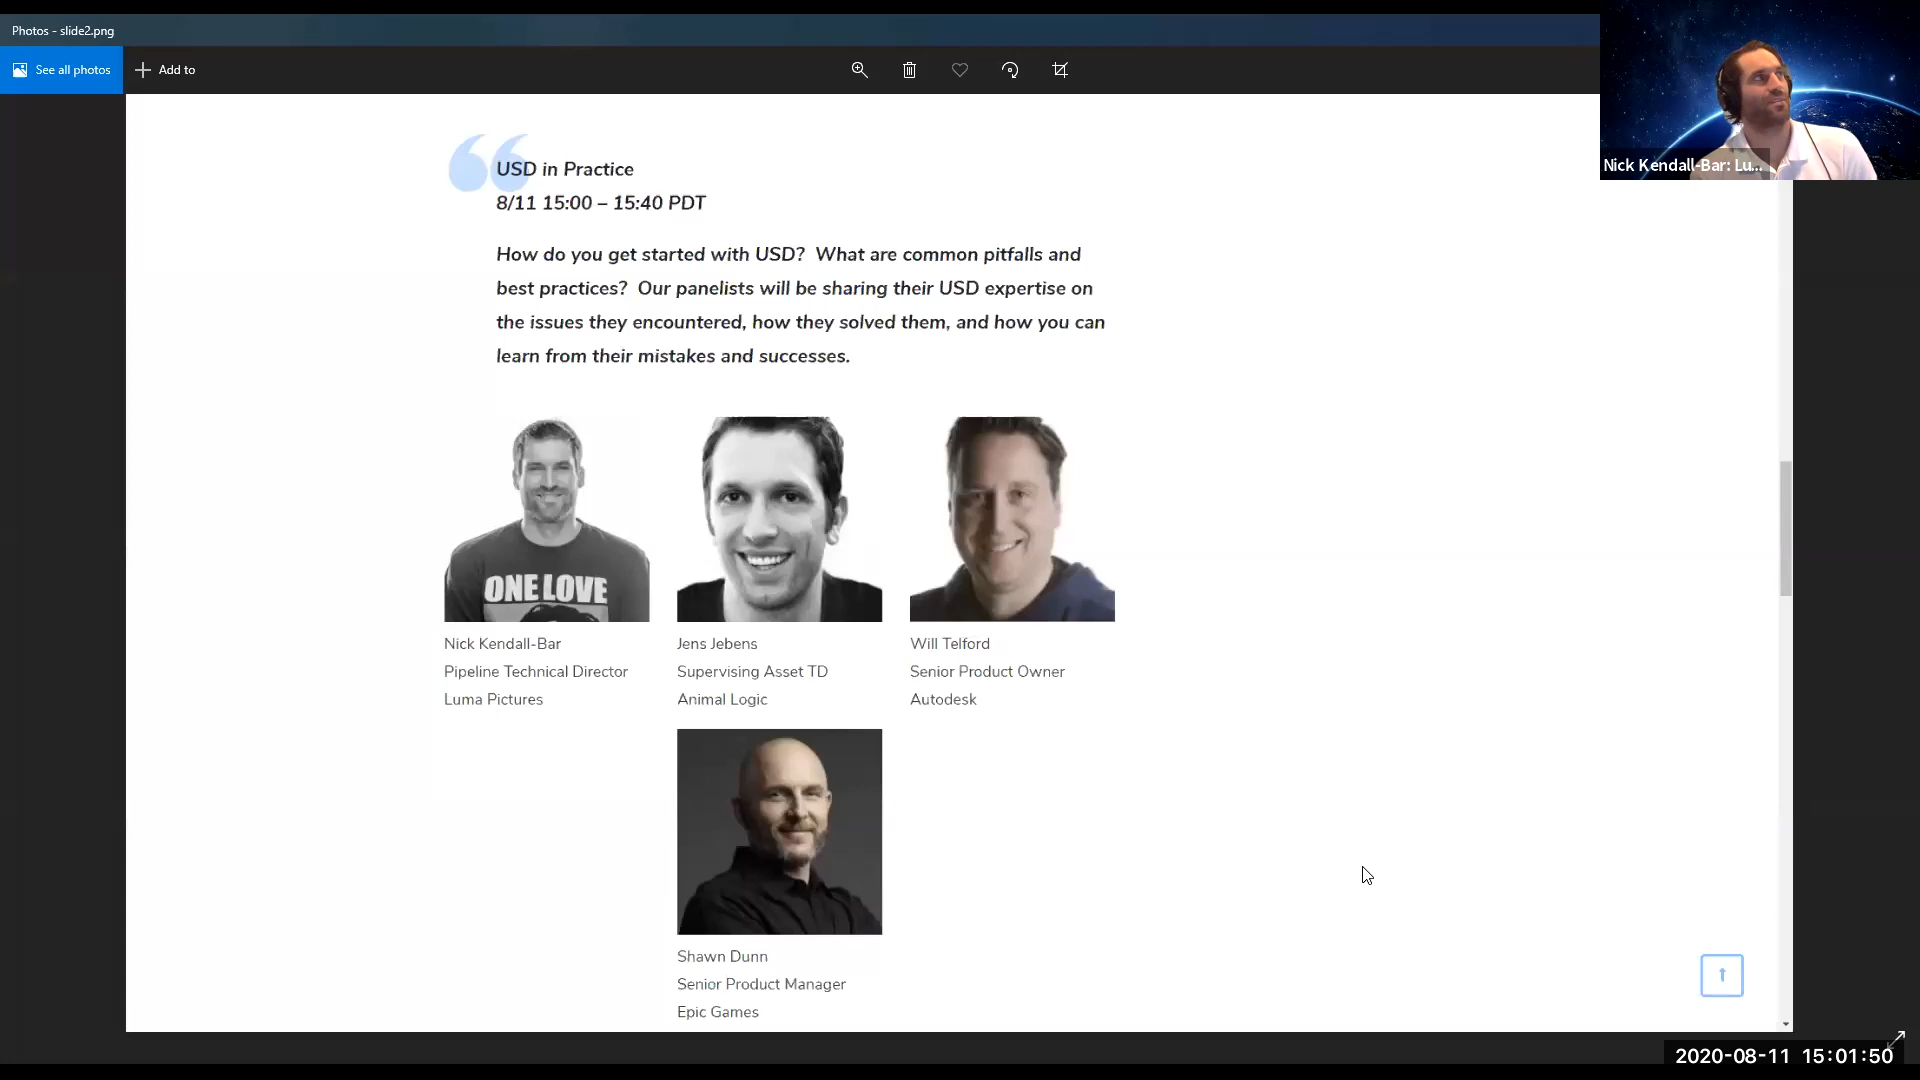 Photos - slide2.png
See all photos
Add to
Nick Kendall-Bar: Lu...
USD in Practice
8/11 15:00 – 15:40 PDT
How do you get started with USD? What are common pitfalls and
best practices? Our panelists will be sharing their USD expertise on
the issues they encountered, how they solved them, and how you can
learn from their mistakes and successes.
ONE LOVE
Nick Kendall-Bar
Pipeline Technical Director
Luma Pictures
Jens Jebens
Supervising Asset TD
Animal Logic
Will Telford
Senior Product Owner
Autodesk
Shawn Dunn
Senior Product Manager
Epic Games
2020-08-11 15:01:50